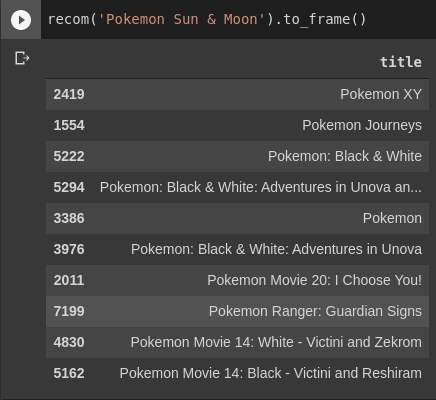 recom('Pokemon Sun & Moon').to_frame()
title
2419 Pokemon XY
1554 Pokemon Journeys
5222 Pokemon: Black & White
5294 Pokemon: Black & White: Adventures in Unova an...
3386 Pokemon
3976 Pokemon: Black & White: Adventures in Unova
2011 Pokemon Movie 20: I Choose You!
7199 Pokemon Ranger: Guardian Signs
4830 Pokemon Movie 14: White - Victini and Zekrom
5162 Pokemon Movie 14: Black - Victini and Reshiram